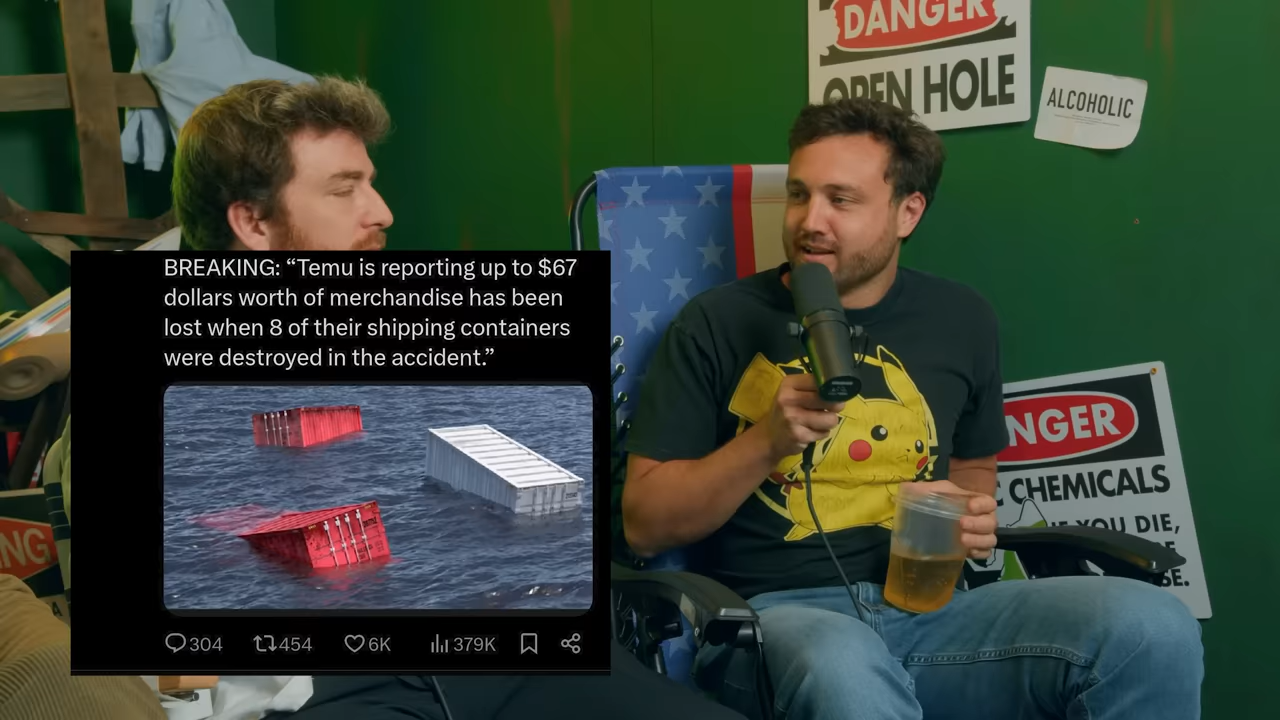 DANGER
OPEN HOLE
ALCOHOLIC
BREAKING: “Temu is reporting up to $67
dollars worth of merchandise has been
lost when 8 of their shipping containers
were destroyed in the accident.”
304 454 6K 379K
NGER
CHEMICALS
YOU DIE,
SE.
NG